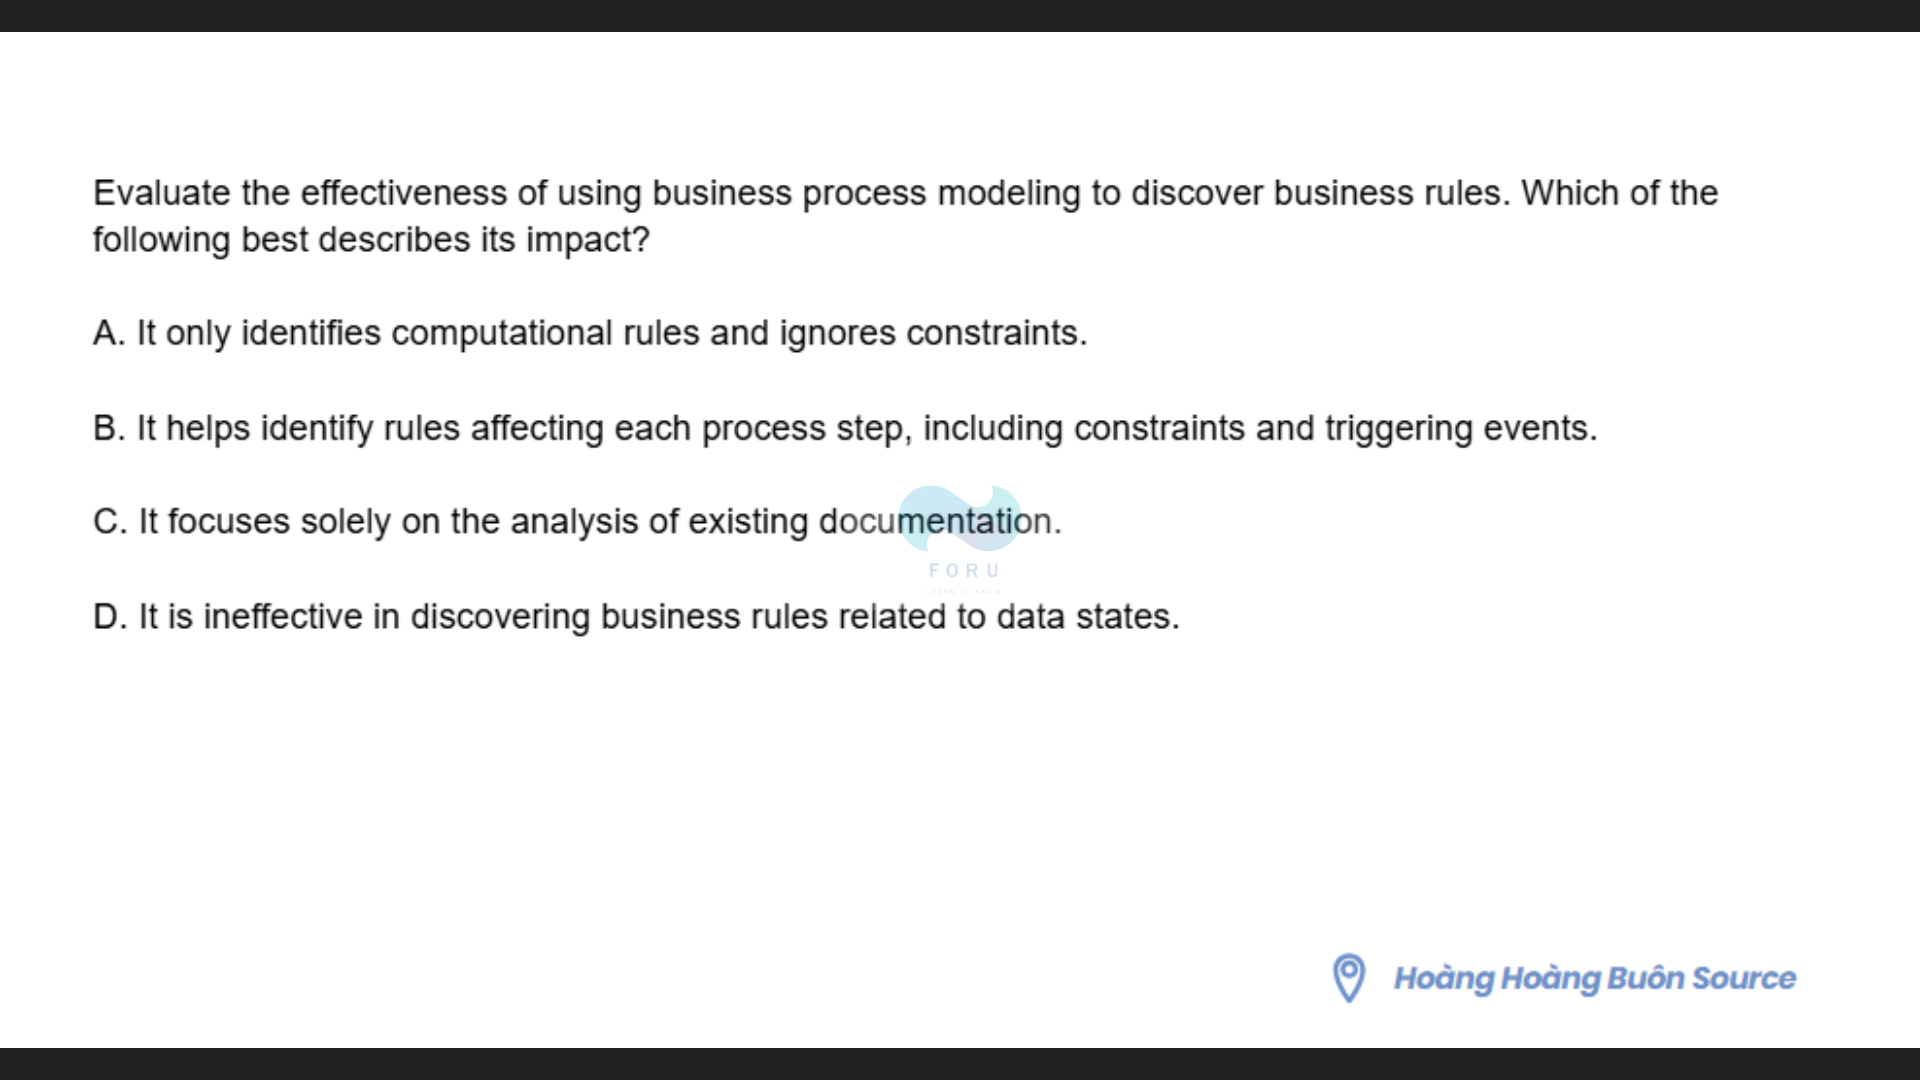 Evaluate the effectiveness of using business process modeling to discover business rules. Which of the
following best describes its impact?
A. It only identifies computational rules and ignores constraints.
B. It helps identify rules affecting each process step, including constraints and triggering events.
C. It focuses solely on the analysis of existing documentation.
FORU
LEARN TO KNOW
D. It is ineffective in discovering business rules related to data states.
Hoàng Hoàng Buôn Source